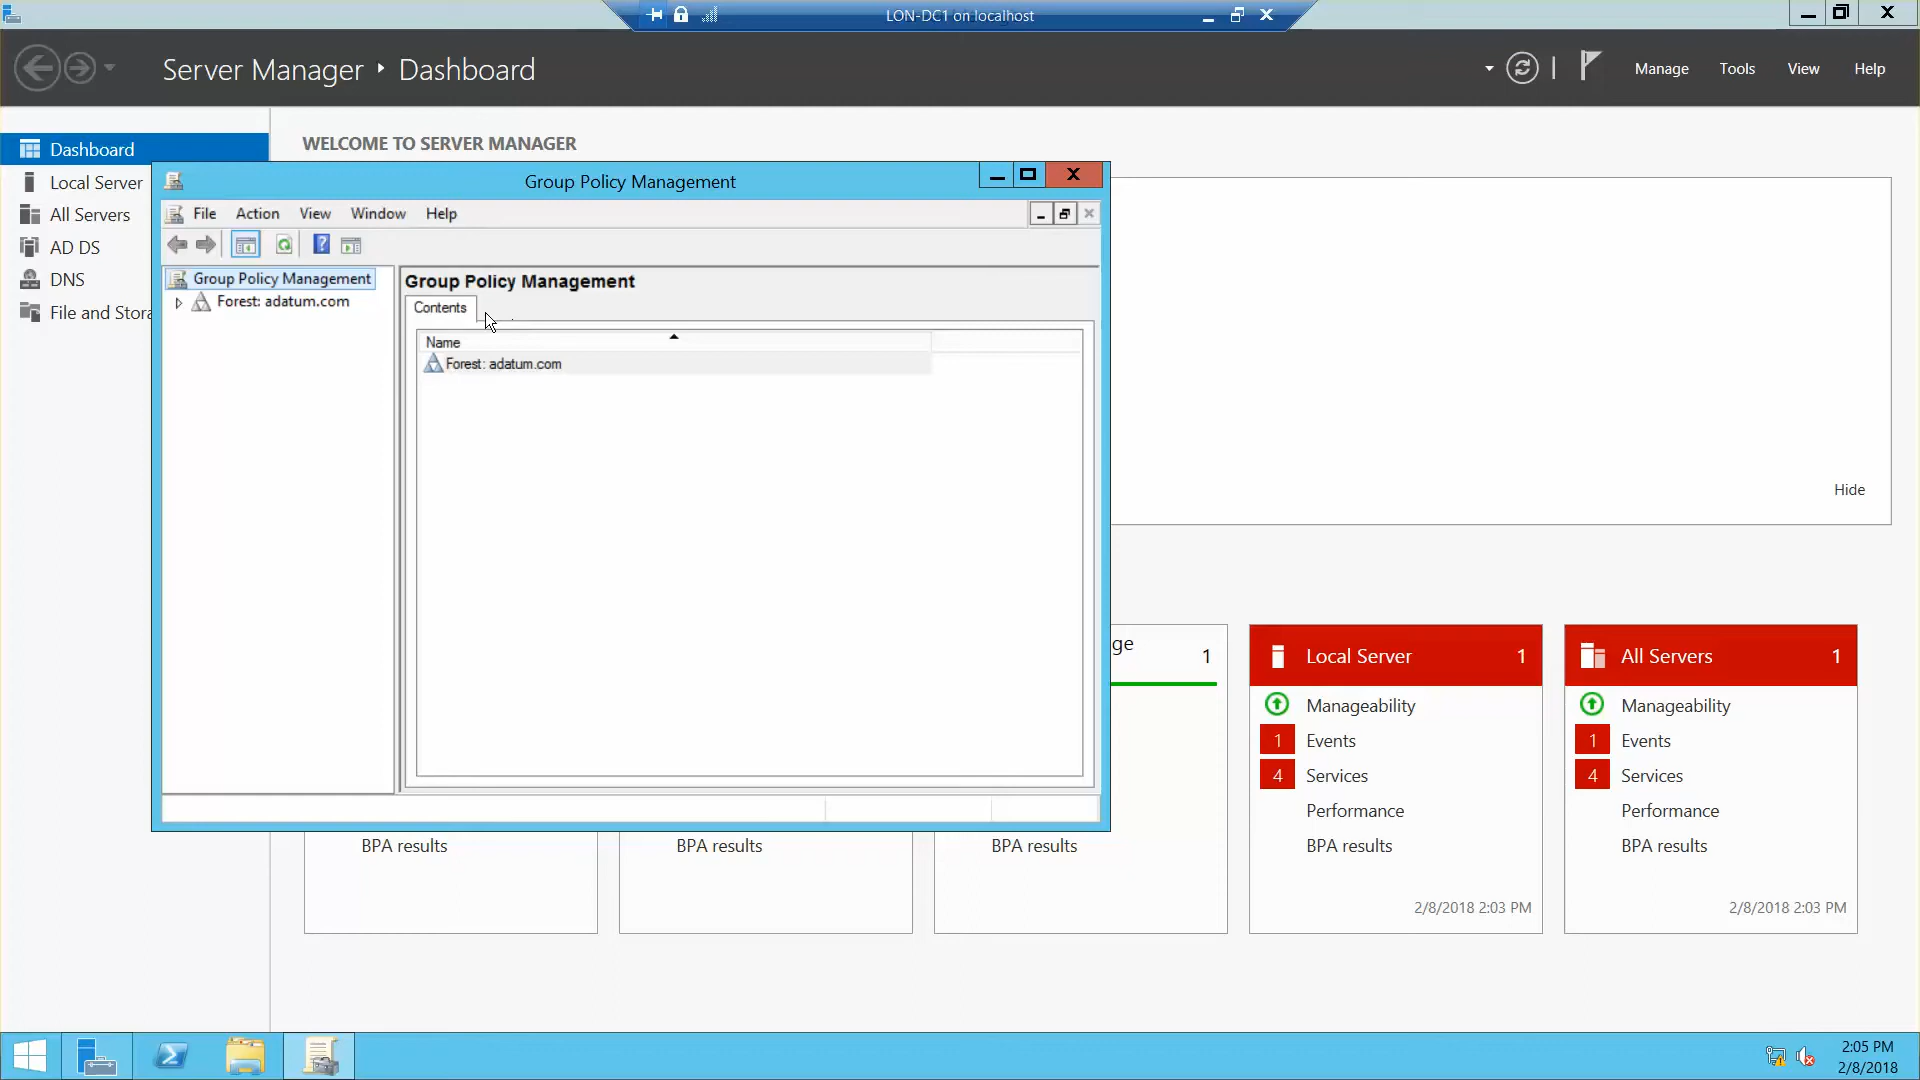 LON-DC1 on localhost
Server Manager
Dashboard
Manage
Tools
View
Help
Dashboard
Local Server
All Servers
AD DS
DNS
File and Stora
WELCOME TO SERVER MANAGER
Group Policy Management
File
Action
View
Window
Help
Group Policy Management
Forest: adatum.com
Group Policy Management
Contents
Name
Forest: adatum.com
Hide
BPA results
BPA results
ge
1
BPA results
Local Server 1
Manageability
1 Events
4 Services
Performance
BPA results
2/8/2018 2:03 PM
All Servers 1
Manageability
1 Events
4 Services
Performance
BPA results
2/8/2018 2:03 PM
2:05 PM
2/8/2018